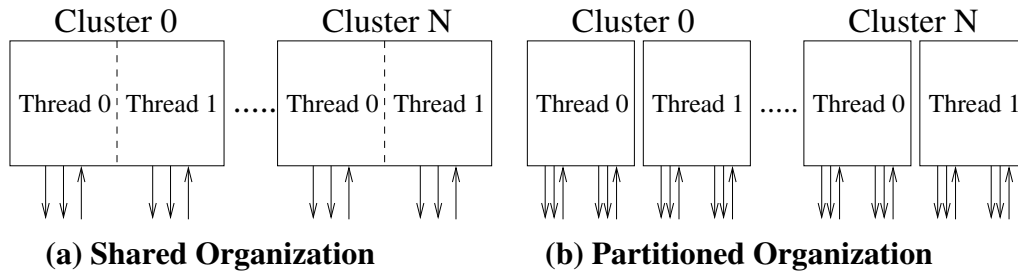 Cluster 0 Cluster N Cluster 0 Cluster N
Thread 0 Thread 1 ..... Thread 0 Thread 1 Thread 0 Thread 1 ..... Thread 0 Thread 1
(a) Shared Organization (b) Partitioned Organization